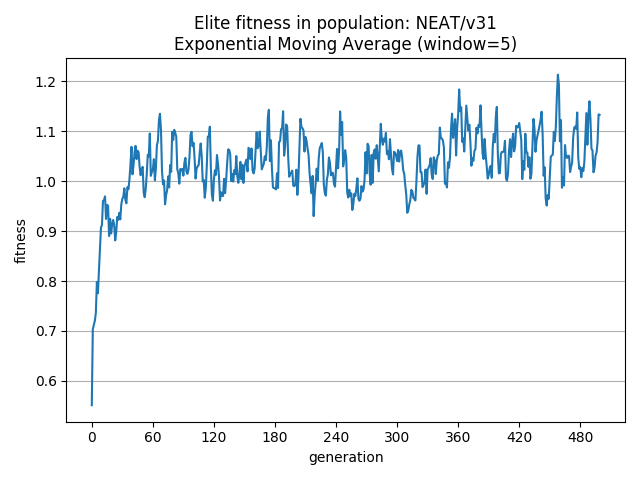 Elite fitness in population: NEAT/v31
Exponential Moving Average (window=5)
fitness
1.2
1.1
1.0
0.9
0.8
0.7
0.6
0 60 120 180 240 300 360 420 480
generation